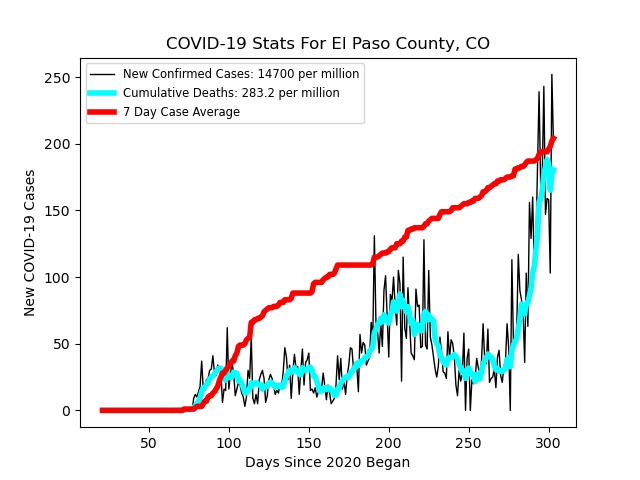 COVID-19 Stats For El Paso County, CO
New Confirmed Cases: 14700 per million
Cumulative Deaths: 283.2 per million
7 Day Case Average
250
200
150
100
50
0
New COVID-19 Cases
50 100 150 200 250 300
Days Since 2020 Began